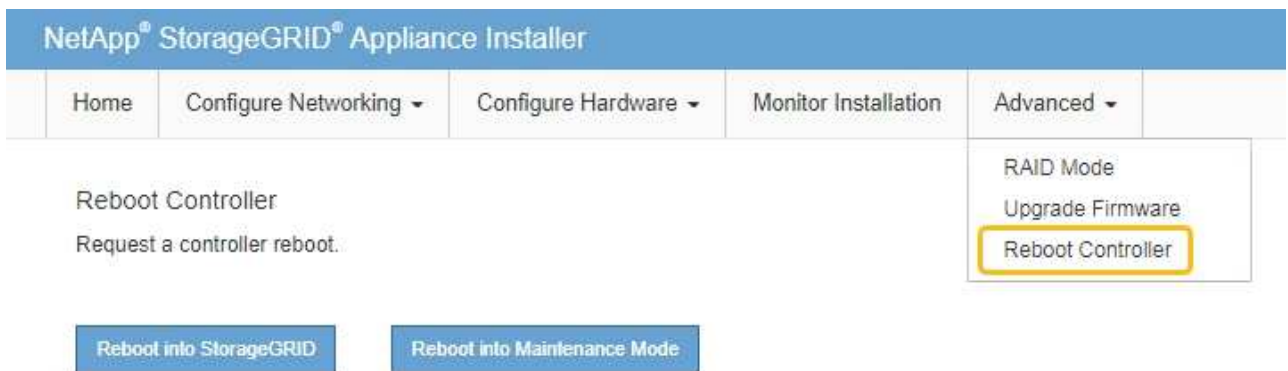 NetApp® StorageGRID® Appliance Installer
Home Configure Networking Configure Hardware Monitor Installation Advanced
RAID Mode
Upgrade Firmware
Reboot Controller
Reboot Controller
Request a controller reboot.
Reboot into StorageGRID Reboot into Maintenance Mode